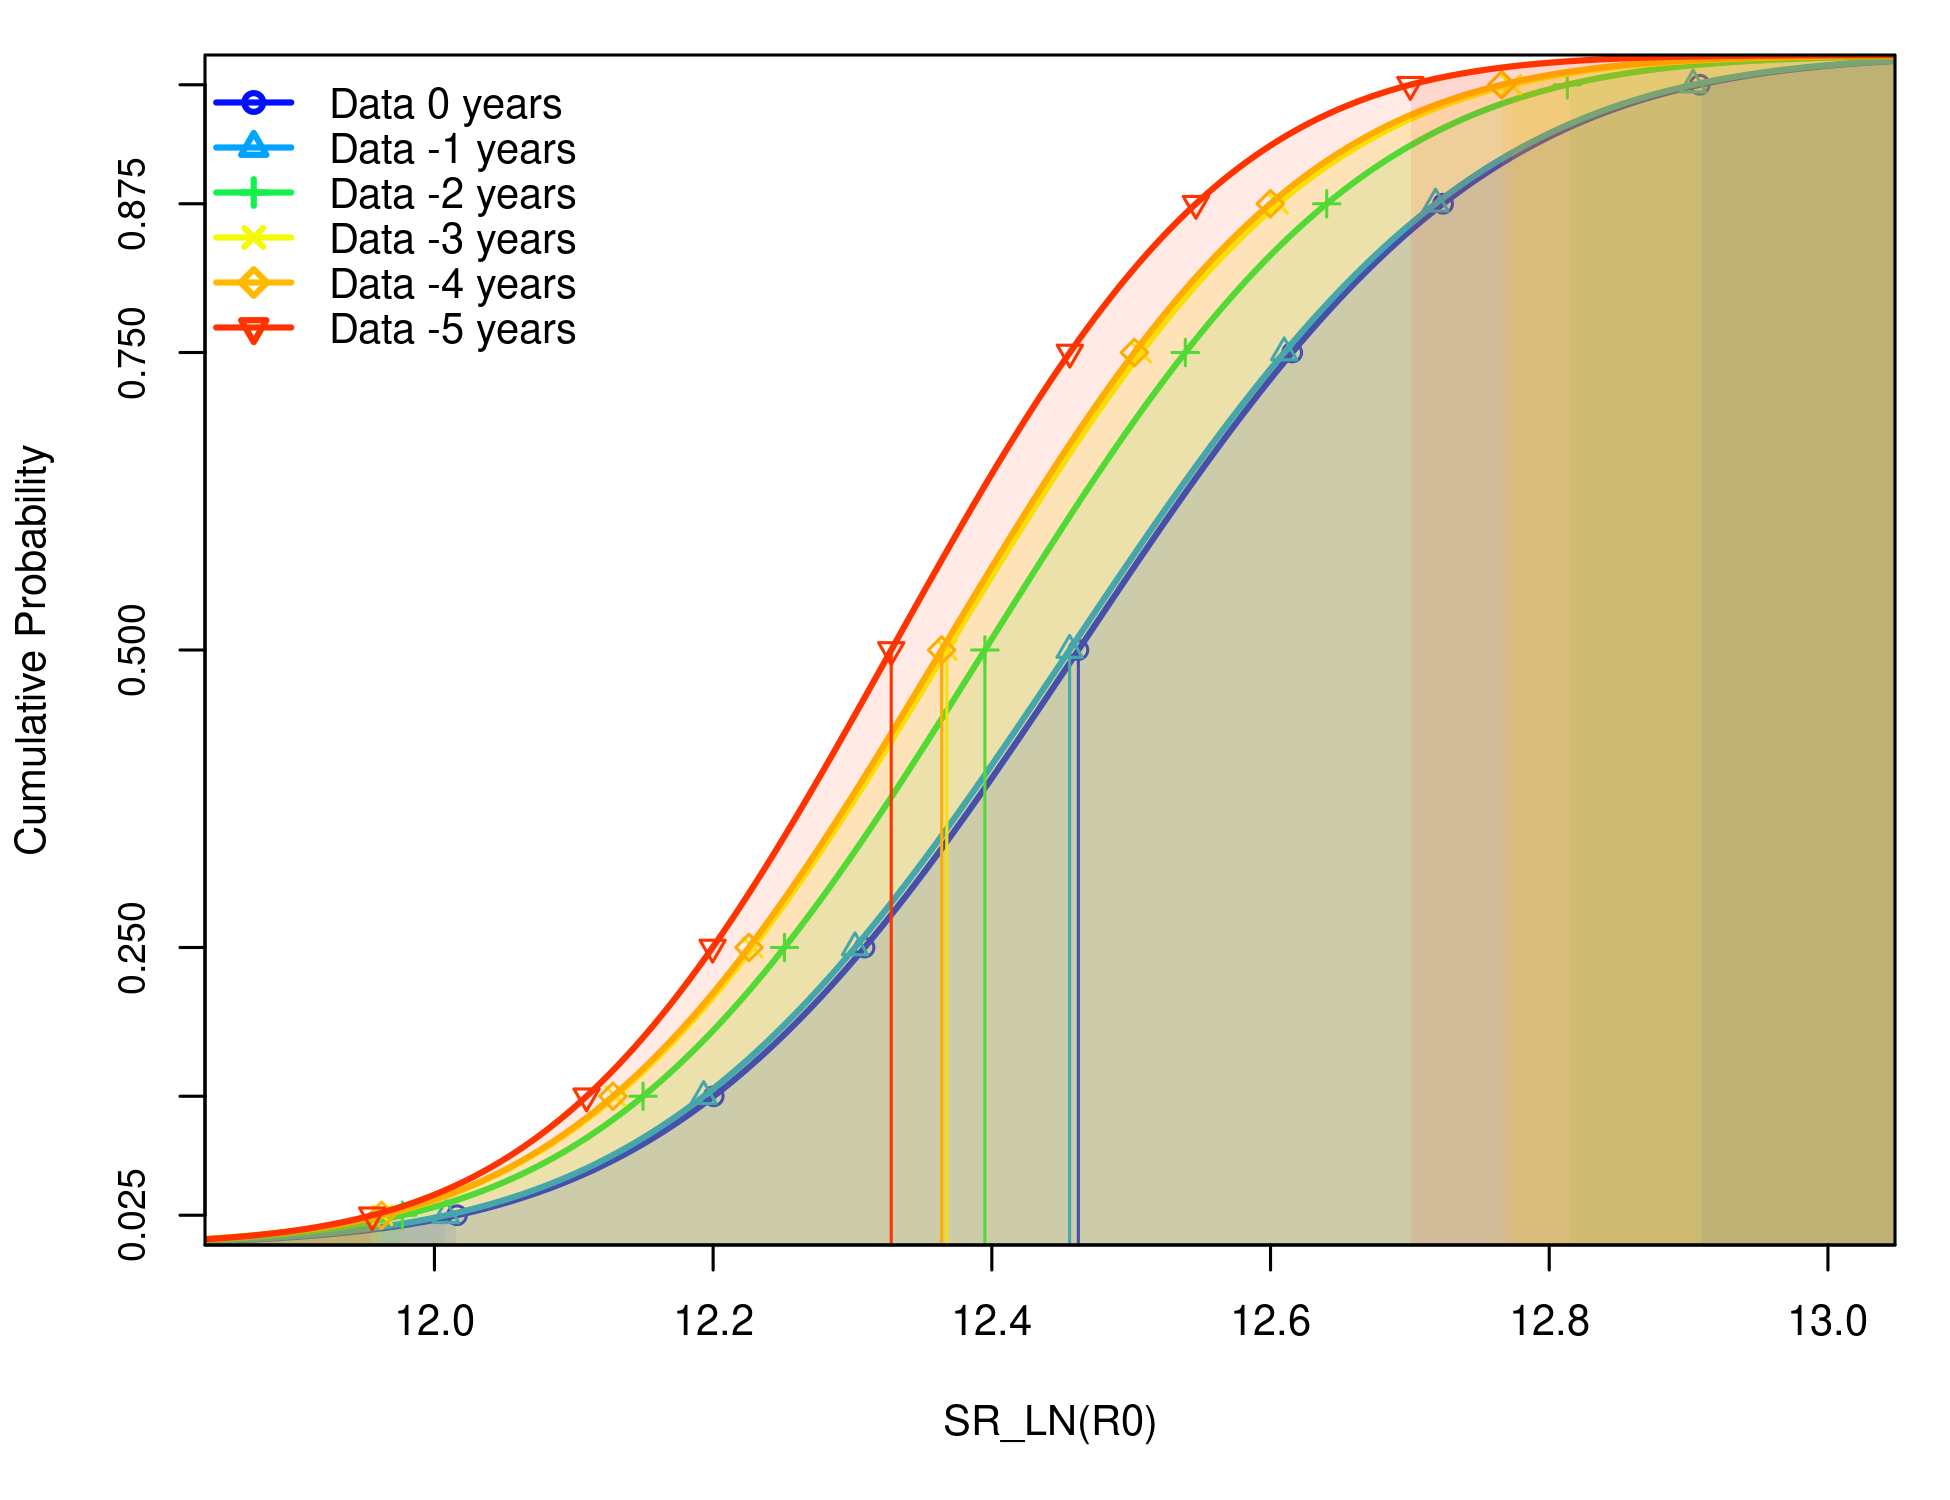 Data 0 years
Data -1 years
Data -2 years
Data -3 years
Data -4 years
Data -5 years
0.875
0.750
0.500
0.250
0.025
Cumulative Probability
12.0 12.2 12.4 12.6 12.8 13.0
SR_LN(R0)